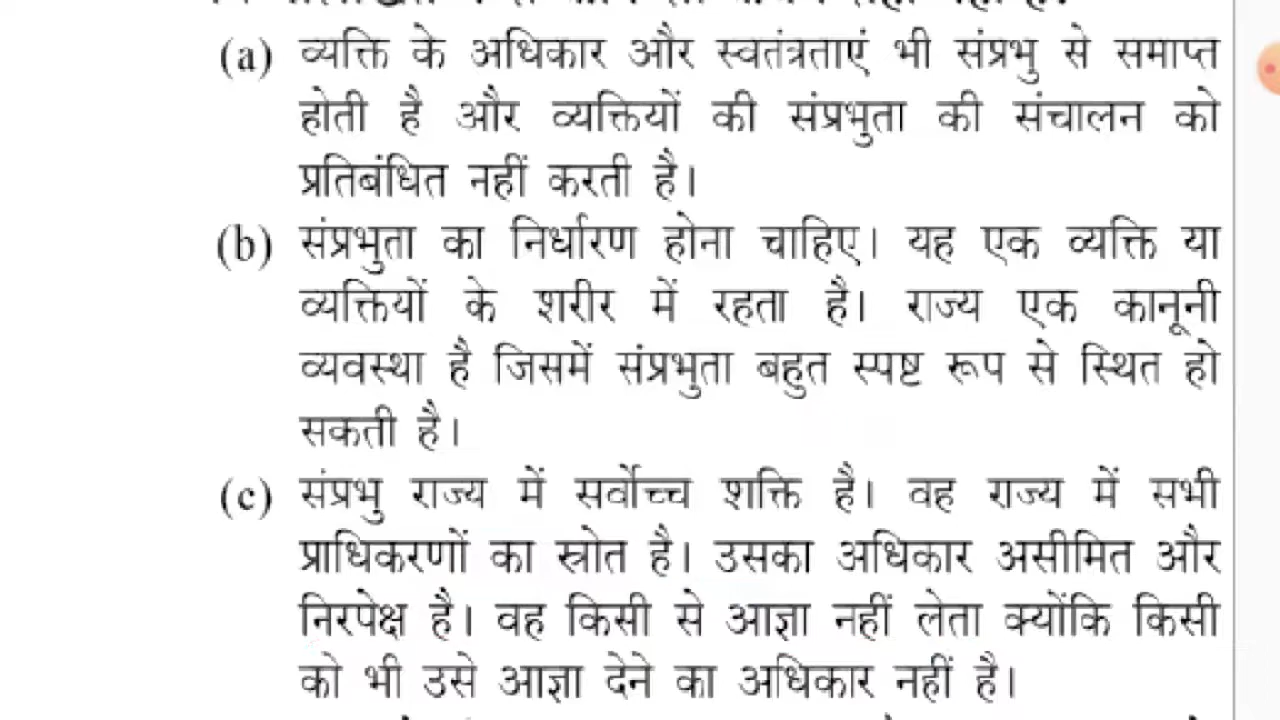 (a) व्यक्ति के अधिकार और स्वतंत्रताएं भी संप्रभु से समाप्त
होती है और व्यक्तियों की संप्रभुता की संचालन को
प्रतिबंधित नहीं करती है।
(b) संप्रभुता का निर्धारण होना चाहिए। यह एक व्यक्ति या
व्यक्तियों के शरीर में रहता है। राज्य एक कानूनी
व्यवस्था है जिसमें संप्रभुता बहुत स्पष्ट रूप से स्थित हो
सकती है।
(c) संप्रभु राज्य में सर्वोच्च शक्ति है। वह राज्य में सभी
प्राधिकरणों का स्रोत है। उसका अधिकार असीमित और
निरपेक्ष है। वह किसी से आज्ञा नहीं लेता क्योंकि किसी
को भी उसे आज्ञा देने का अधिकार नहीं है।